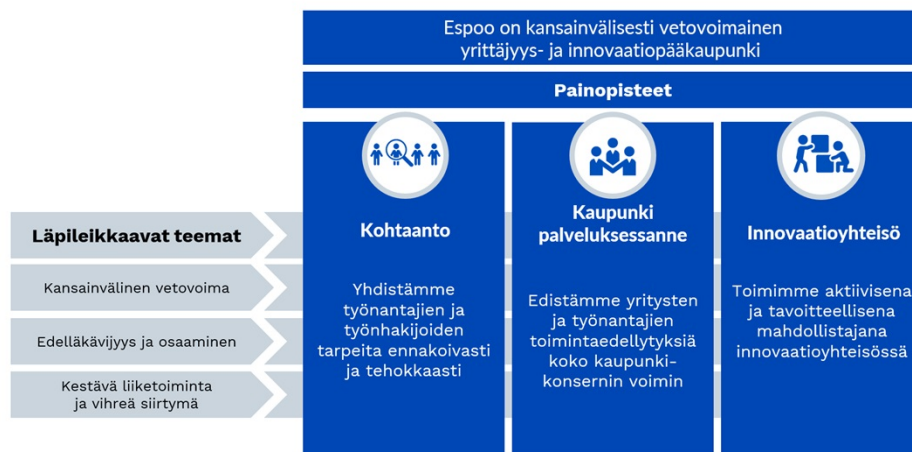 Espoo on kansainvälisesti vetovoimainen
yrittäjyys- ja innovaatiopääkaupunki
Painopisteet
Läpileikkaavat teemat
Kansainvälinen vetovoima
Edelläkävijyys ja osaaminen
Kestävä liiketoiminta
ja vihreä siirtymä
Kohtaanto
Yhdistämme
työnantajien ja
työnhakijoiden
tarpeita ennakoivasti
ja tehokkaasti
Kaupunki
palveluksessanne
Edistämme yritysten
ja työnantajien
toimintaedellytyksiä
koko kaupunki-
konsernin voimin
Innovaatioyhteisö
Toimimme aktiivisena
ja tavoitteellisena
mahdollistajana
innovaatioyhteisössä